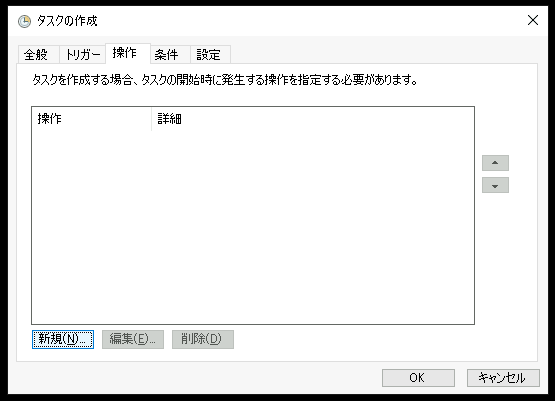 タスクの作成
全般 トリガー 操作 条件 設定
タスクを作成する場合、タスクの開始時に発生する操作を指定する必要があります。
操作 詳細
新規(N)... 編集(E)... 削除(D)
OK キャンセル